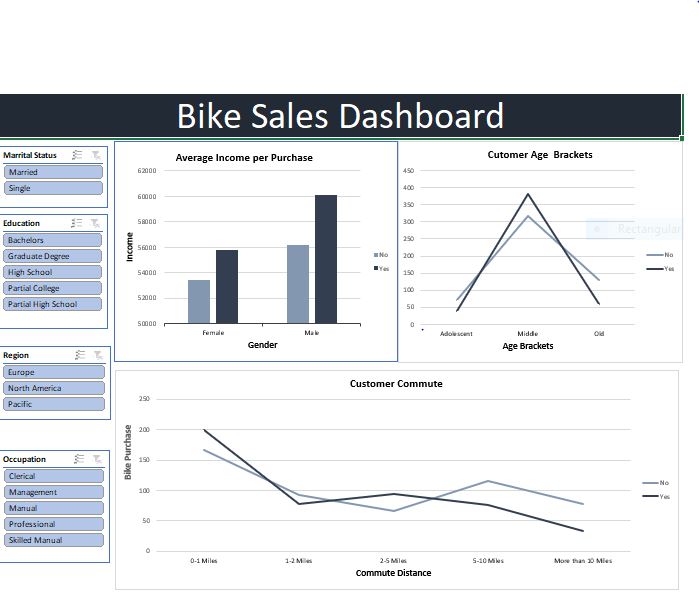 Bike Sales Dashboard
Marrital Status
Married
Single
Education
Bachelors
Graduate Degree
High School
Partial College
Partial High School
Region
Europe
North America
Pacific
Occupation
Clerical
Management
Manual
Professional
Skilled Manual
Average Income per Purchase
62000
60000
58000
56000
54000
52000
50000
Income
Female
Male
Gender
No
Yes
Cutomer Age Brackets
450
400
350
300
250
200
150
100
50
0
Adolescent
Middle
Old
Age Brackets
No
Yes
Rectangular
Customer Commute
250
200
150
100
50
0
Bike Purchase
0-1 Miles
1-2 Miles
2-5 Miles
5-10 Miles
More than 10 Miles
Commute Distance
No
Yes